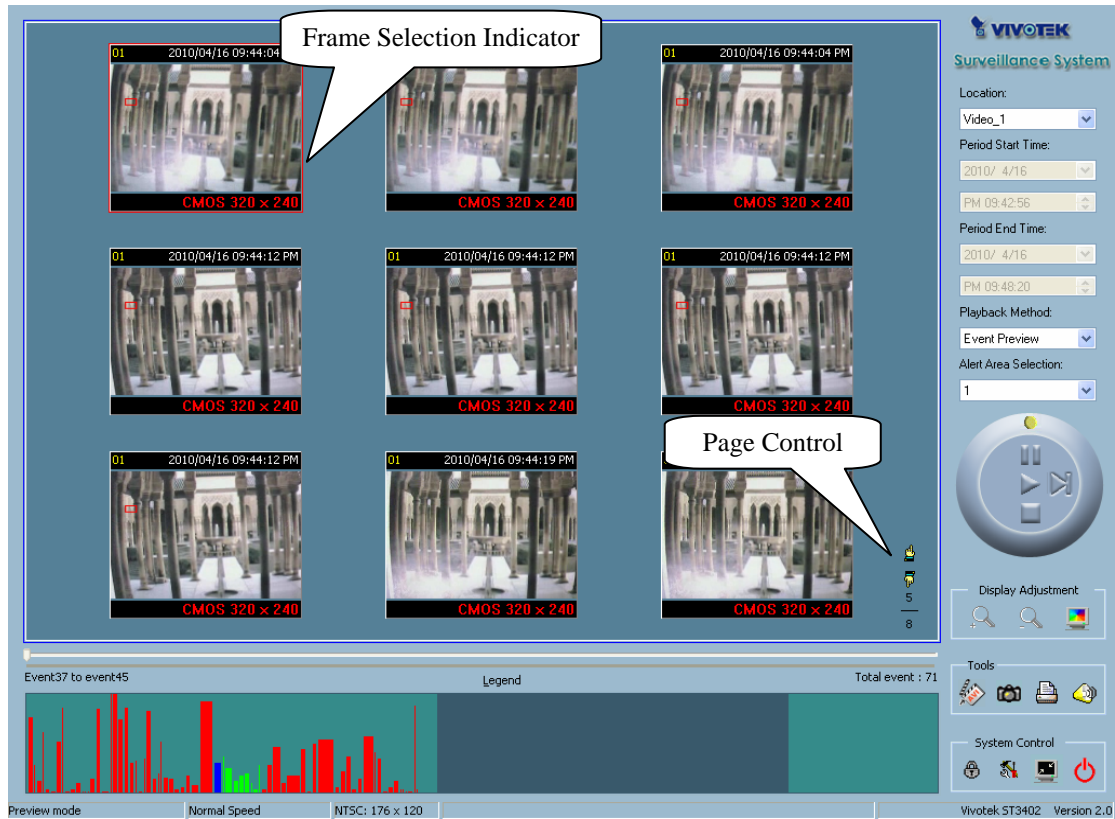 Frame Selection Indicator
01 2010/04/16 09:44:04
01 2010/04/16 09:44:04 PM
CMOS 320 × 240
CMOS 320 × 240
CMOS 320 × 240
01 2010/04/16 09:44:12 PM
01 2010/04/16 09:44:12 PM
01 2010/04/16 09:44:12 PM
CMOS 320 × 240
CMOS 320 × 240
CMOS 320 × 240
Page Control
01 2010/04/16 09:44:12 PM
01 2010/04/16 09:44:19 PM
01
CMOS 320 × 240
CMOS 320 × 240
CMOS 320 × 240
5
8
Event37 to event45
Legend
Total event : 71
VIVOTEK
Surveillance System
Location:
Video_1
Period Start Time:
2010/ 4/16
PM 09:42:56
Period End Time:
2010/ 4/16
PM 09:48:20
Playback Method:
Event Preview
Alert Area Selection:
1
Display Adjustment
Tools
System Control
Preview mode
Normal Speed
NTSC: 176 × 120
Vivotek ST3402 Version 2.0